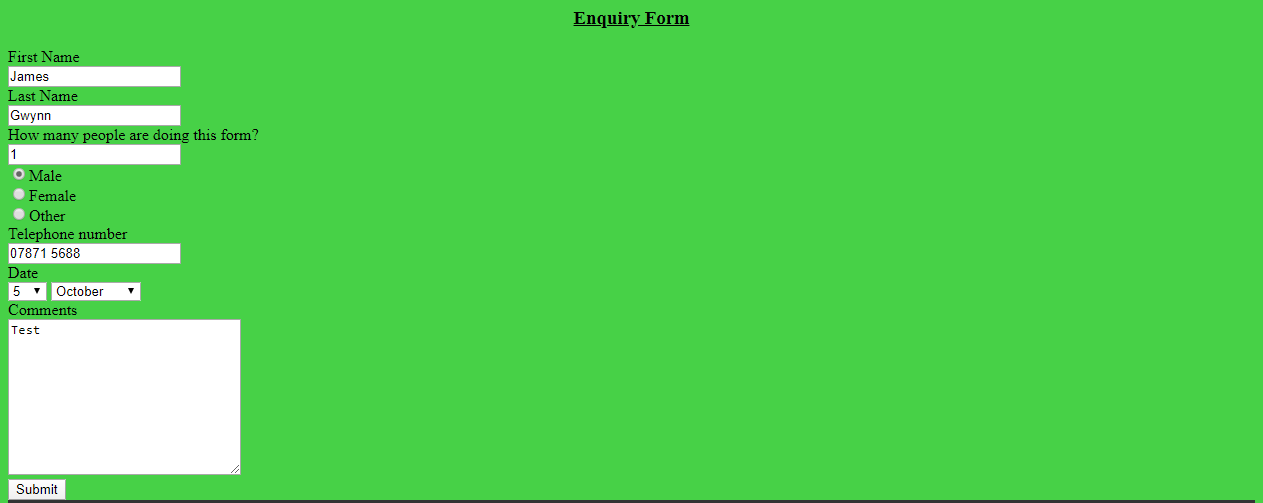 Enquiry Form
First Name
James
Last Name
Gwynn
How many people are doing this form?
1
Male
Female
Other
Telephone number
07871 5688
Date
5 October
Comments
Test
Submit